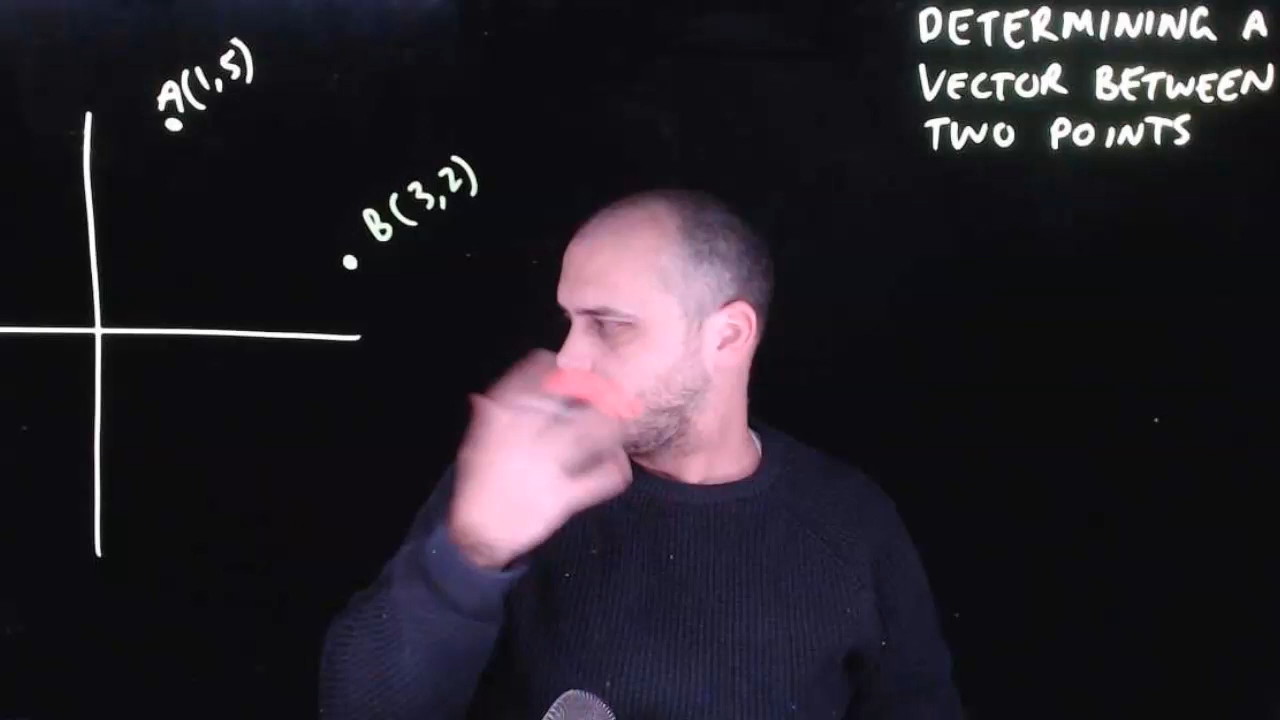 A(1,5)
B(3,2)
DETERMINING A
VECTOR BETWEEN
TWO POINTS